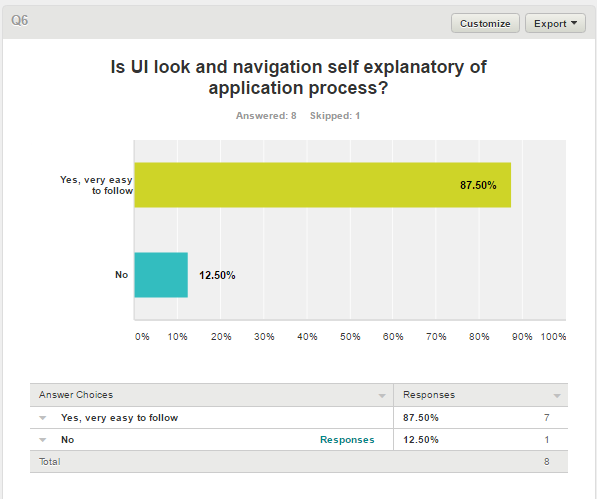 Q6
Customize
Export
Is UI look and navigation self explanatory of
application process?
Answered: 8 Skipped: 1
Yes, very easy
to follow
87.50%
No
12.50%
0% 10% 20% 30% 40% 50% 60% 70% 80% 90% 100%
Answer Choices Responses
Yes, very easy to follow 87.50% 7
No Responses 12.50% 1
Total 8